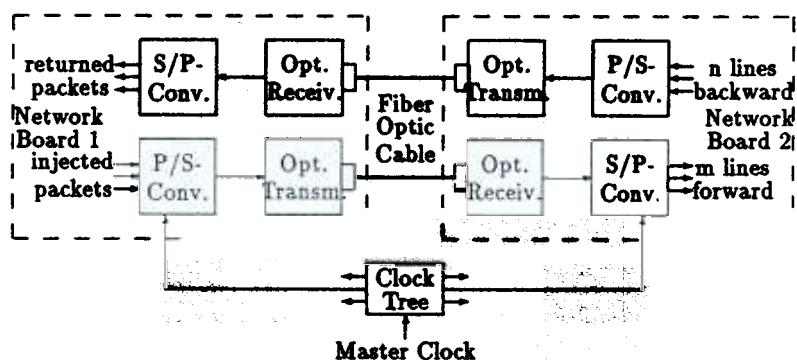 returned
packets
S/P-
Conv.
Opt.
Receiv.
Opt.
Transm.
P/S-
Conv.
n lines
backward
Network
Board 1
Fiber
Optic
Cable
Network
Board 2
injected
packets
P/S-
Conv.
Opt.
Transm.
Opt.
Receiv.
S/P-
Conv.
m lines
forward
Clock
Tree
Master Clock